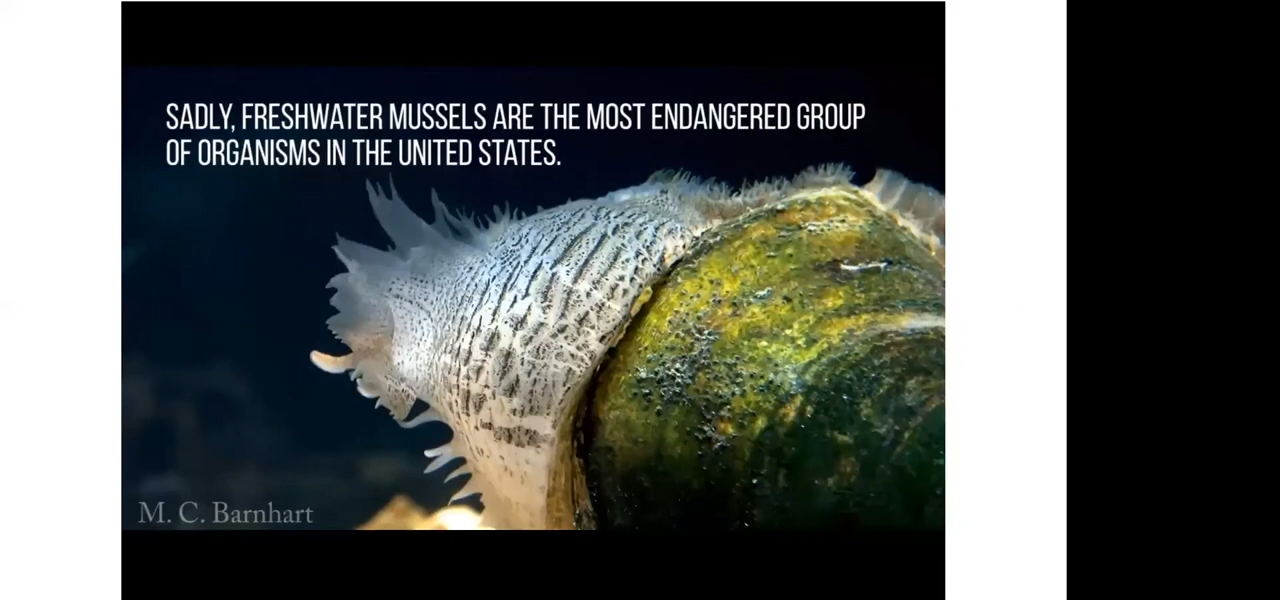 SADLY, FRESHWATER MUSSELS ARE THE MOST ENDANGERED GROUP
OF ORGANISMS IN THE UNITED STATES.
M. C. Barnhart